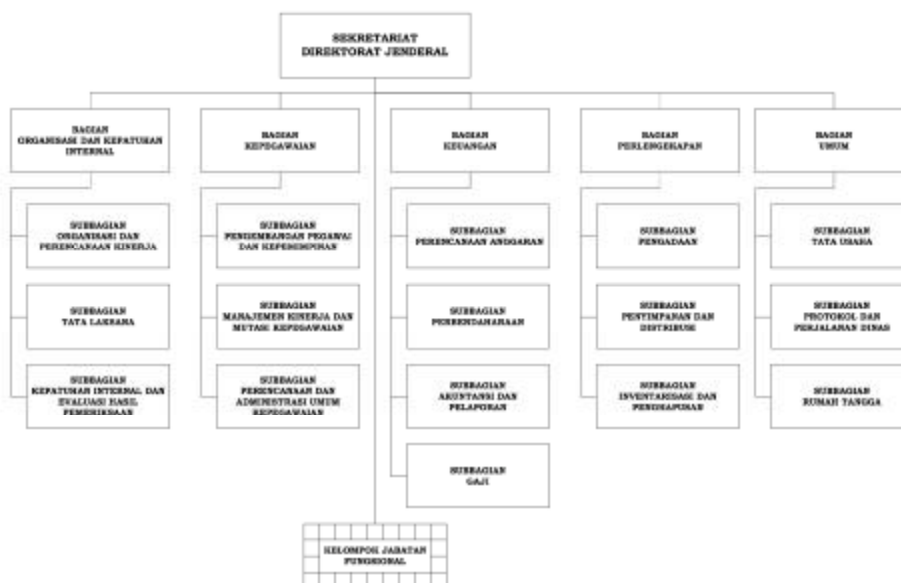 SEKRETARIAT
DIREKTORAT JENDERAL
BAGIAN
ORGANISASI DAN KEPATUHAN
INTERNAL
BAGIAN
KEPEGAWAIAN
BAGIAN
KEUANGAN
BAGIAN
PERLENGKAPAN
BAGIAN
UMUM
SUBBAGIAN
ORGANISASI DAN
PERENCANAAN KINERJA
SUBBAGIAN
PENGEMBANGAN PEGAWAI
DAN KEPEMIMPINAN
SUBBAGIAN
PERENCANAAN ANGGARAN
SUBBAGIAN
PENGADAAN
SUBBAGIAN
TATA USAHA
SUBBAGIAN
TATA LAKSANA
SUBBAGIAN
MANAJEMEN KINERJA DAN
MUTASI KEPEGAWAIAN
SUBBAGIAN
PERBENDAHARAAN
SUBBAGIAN
PENYIMPANAN DAN
DISTRIBUSI
SUBBAGIAN
PROTOKOL DAN
PERJALANAN DINAS
SUBBAGIAN
KEPATUHAN INTERNAL DAN
EVALUASI HASIL
PEMERIKSAAN
SUBBAGIAN
PERENCANAAN DAN
ADMINISTRASI UMUM
KEPEGAWAIAN
SUBBAGIAN
AKUNTANSI DAN
PELAPORAN
SUBBAGIAN
INVENTARISASI DAN
PENGHAPUSAN
SUBBAGIAN
RUMAH TANGGA
SUBBAGIAN
GAJI
KELOMPOK JABATAN
FUNGSIONAL